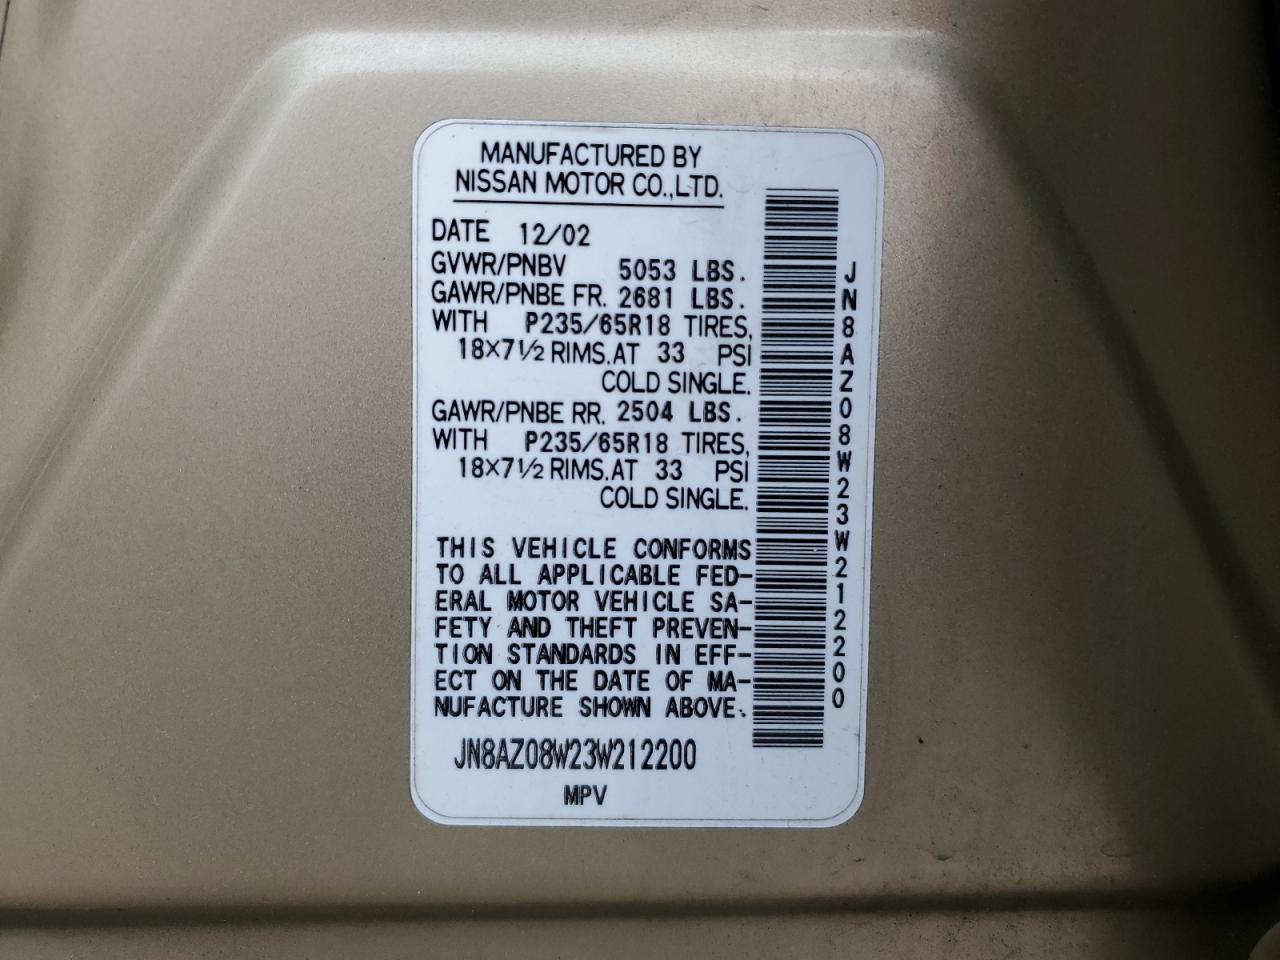 MANUFACTURED BY
NISSAN MOTOR CO.,LTD.
DATE 12/02
GVWR/PNBV 5053 LBS.
GAWR/PNBE FR. 2681 LBS.
WITH P235/65R18 TIRES,
18×7½ RIMS.AT 33 PSI
COLD SINGLE.
GAWR/PNBE RR. 2504 LBS.
WITH P235/65R18 TIRES,
18×7½ RIMS.AT 33 PSI
COLD SINGLE.
THIS VEHICLE CONFORMS
TO ALL APPLICABLE FED-
ERAL MOTOR VEHICLE SA-
FETY AND THEFT PREVEN-
TION STANDARDS IN EFF-
ECT ON THE DATE OF MA-
NUFACTURE SHOWN ABOVE.
JN8AZ08W23W212200
MPV
JN8AZ08W23W212200